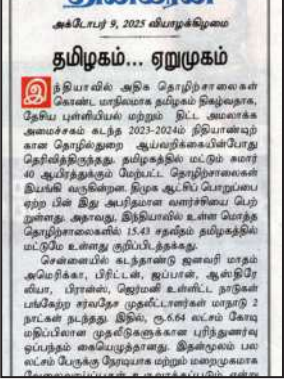 தினகரன்
அக்டோபர் 9, 2025 வியாழக்கிழமை
தமிழகம்... ஏறுமுகம்
இந்தியாவில் அதிக தொழிற்சாலைகள்
கொண்ட மாநிலமாக தமிழகம் திகழ்வதாக,
தேசிய புள்ளியியல் மற்றும் திட்ட அமலாக்க
அமைச்சகம் கடந்த 2023-2024ம் நிதியாண்டிற்
கான தொழில்துறை ஆய்வறிக்கையின்போது
தெரிவித்திருந்தது. தமிழகத்தில் மட்டும் சுமார்
40 ஆயிரத்துக்கும் மேற்பட்ட தொழிற்சாலைகள்
இயங்கி வருகின்றன. திமுக ஆட்சிப் பொறுப்பை
ஏற்ற பின் இது அபரிதமான வளர்ச்சியை பெற்
றுள்ளது. அதாவது, இந்தியாவில் உள்ள மொத்த
தொழிற்சாலைகளில் 15.43 சதவீதம் தமிழகத்தில்
மட்டுமே உள்ளது குறிப்பிடத்தக்கது.
சென்னையில் கடந்தாண்டு ஜனவரி மாதம்
அமெரிக்கா, பிரிட்டன், ஜப்பான், ஆஸ்திரே
லியா, பிரான்ஸ், ஜெர்மனி உள்ளிட்ட நாடுகள்
பங்கேற்ற சர்வதேச முதலீட்டாளர்கள் மாநாடு 2
நாட்கள் நடந்தது. இதில், ரூ.6.64 லட்சம் கோடி
மதிப்பிலான முதலீடுகளுக்கான புரிந்துணர்வு
ஒப்பந்தம் கையெழுத்தானது. இதன்மூலம் பல
லட்சம் பேருக்கு நேரடியாக மற்றும் மறைமுகமாக